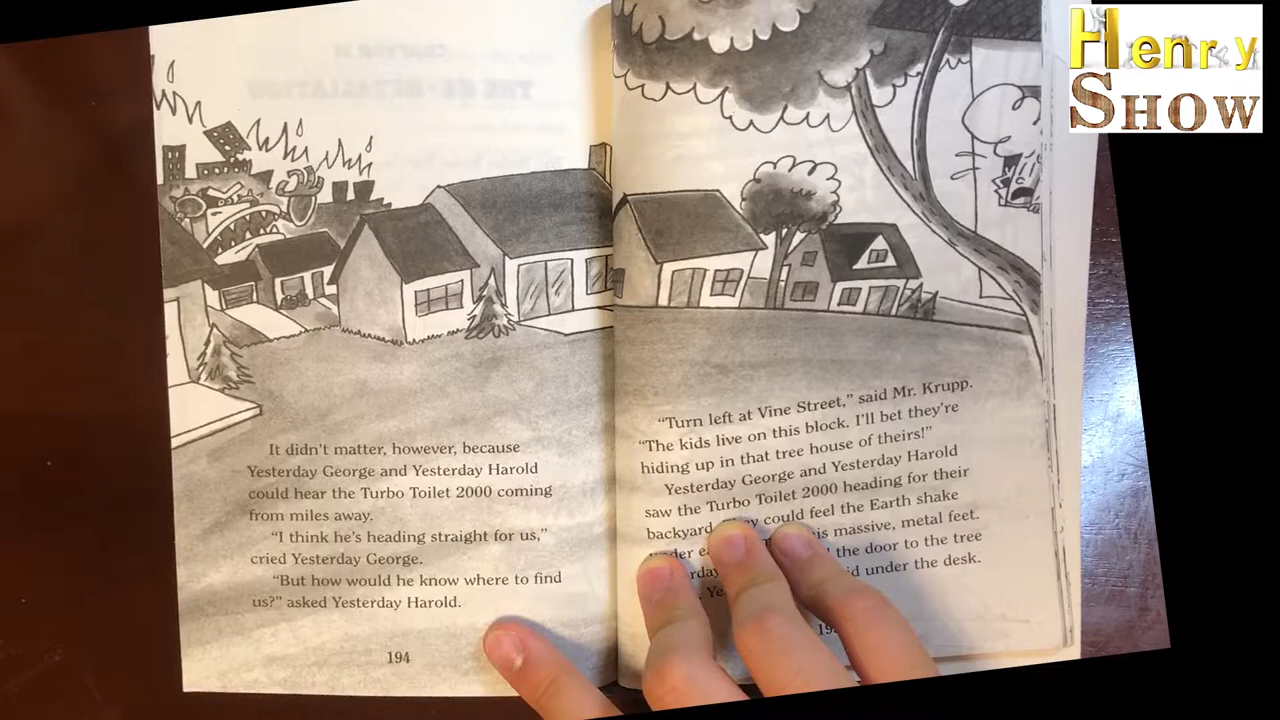 Henry
SHOW
It didn't matter, however, because
Yesterday George and Yesterday Harold
could hear the Turbo Toilet 2000 coming
from miles away.
"I think he's heading straight for us,"
cried Yesterday George.
"But how would he know where to find
us?" asked Yesterday Harold.
194
"Turn left at Vine Street," said Mr. Krupp.
"The kids live on this block. I'll bet they're
hiding up in that tree house of theirs!"
Yesterday George and Yesterday Harold
saw the Turbo Toilet 2000 heading for their
backyard. could feel the Earth shake
massive, metal feet.
the door to the tree
under the desk.